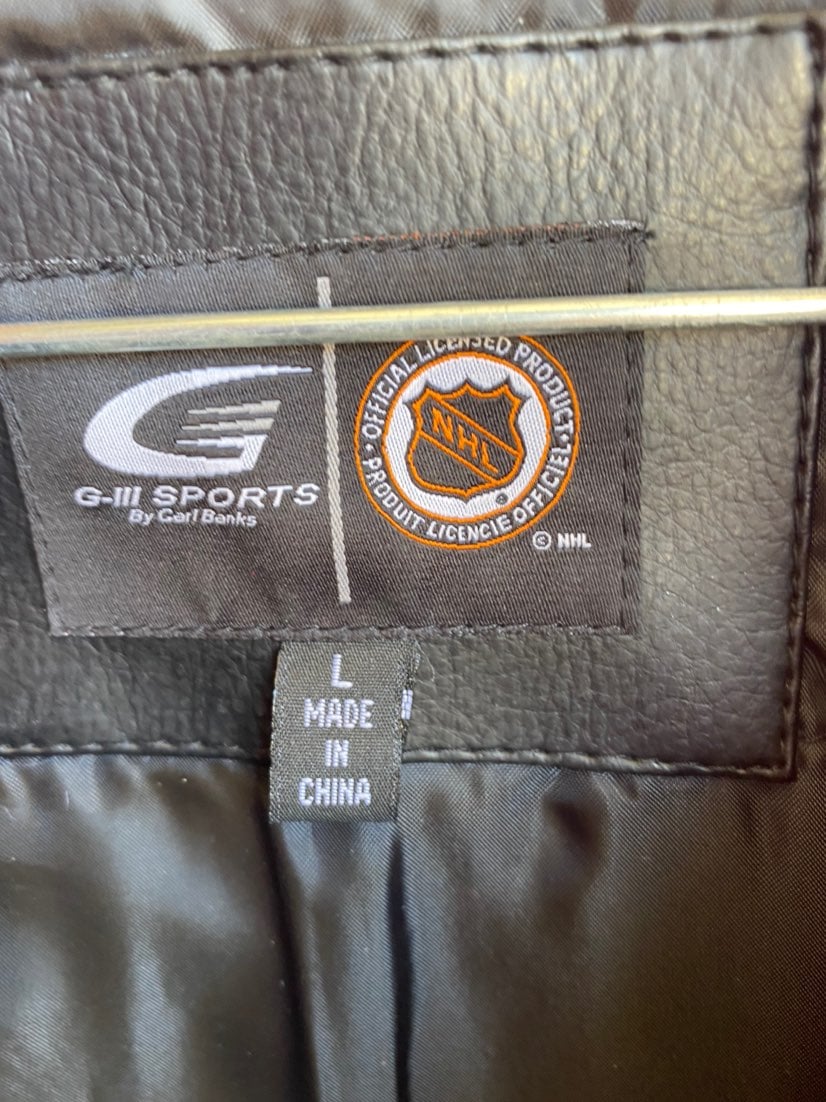 G-III SPORTS
By Carl Banks
OFFICIAL LICENSED PRODUCT
NHL
PRODUIT LICENCIE OFFICIEL
© NHL
L
MADE
IN
CHINA